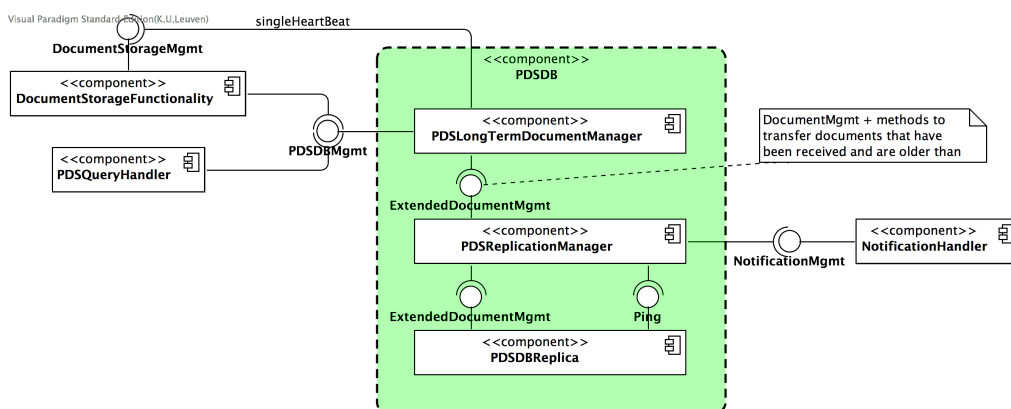 Visual Paradigm Standard Edition(K.U.Leuven)
singleHeartBeat
DocumentStorageMgmt
<<component>>
PDSDB
<<component>>
DocumentStorageFunctionality
<<component>>
PDSLongTermDocumentManager
DocumentMgmt + methods to
transfer documents that have
been received and are older than
PDSDBMgmt
<<component>>
PDSQueryHandler
ExtendedDocumentMgmt
<<component>>
PDSReplicationManager
<<component>>
NotificationHandler
NotificationMgmt
ExtendedDocumentMgmt
Ping
<<component>>
PDSDBReplica